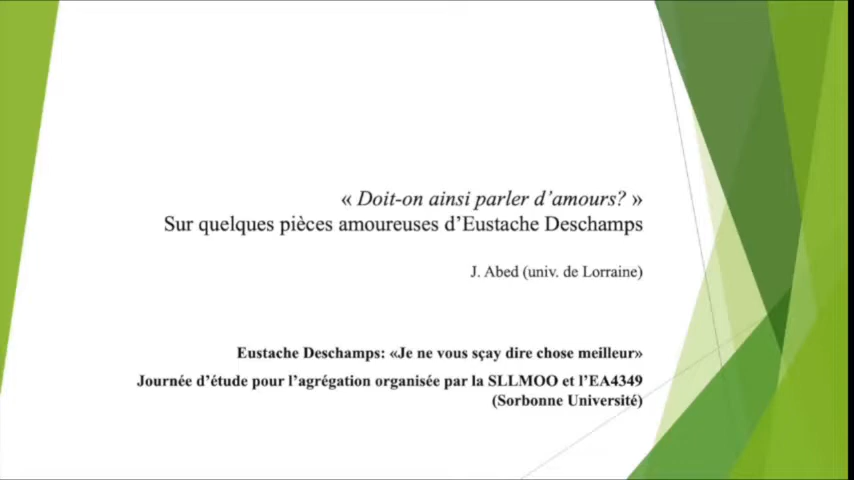 « Doit-on ainsi parler d’amours? »
Sur quelques pièces amoureuses d’Eustache Deschamps
J. Abed (univ. de Lorraine)
Eustache Deschamps: «Je ne vous sçay dire chose meilleur»
Journée d’étude pour l’agrégation organisée par la SLLMOO et l’EA4349
(Sorbonne Université)